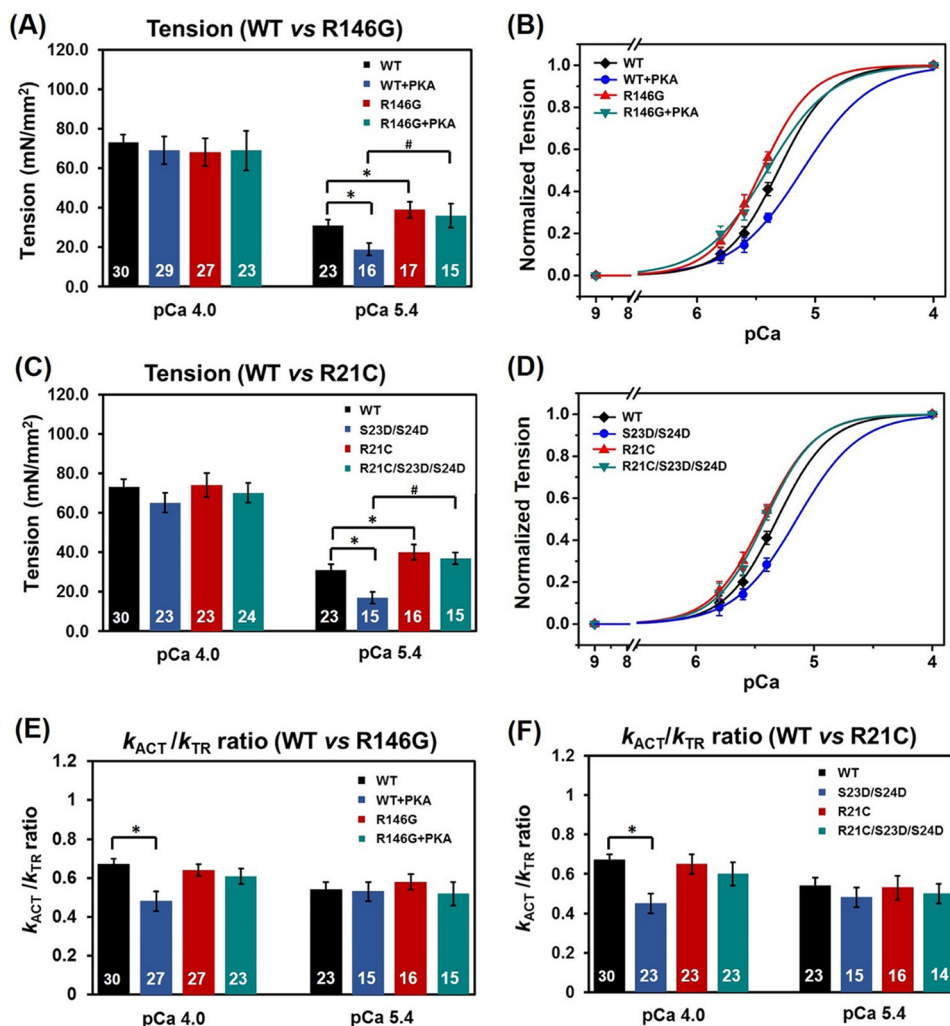 (A)
Tension (WT vs R146G)
Tension (mN/mm²)
120.0
100.0
80.0
60.0
40.0
20.0
0.0
WT
WT+PKA
R146G
R146G+PKA
*
*
#
30 29 27 23 23 16 17 15
pCa 4.0 pCa 5.4
(B)
Normalized Tension
1.0
0.8
0.6
0.4
0.2
0.0
WT
WT+PKA
R146G
R146G+PKA
9 8 6 5 4
pCa
(C)
Tension (WT vs R21C)
Tension (mN/mm²)
120.0
100.0
80.0
60.0
40.0
20.0
0.0
WT
S23D/S24D
R21C
R21C/S23D/S24D
*
*
#
30 23 23 24 23 15 16 15
pCa 4.0 pCa 5.4
(D)
Normalized Tension
1.0
0.8
0.6
0.4
0.2
0.0
WT
S23D/S24D
R21C
R21C/S23D/S24D
9 8 6 5 4
pCa
(E)
kACT/kTR ratio (WT vs R146G)
kACT/kTR ratio
1.2
1
0.8
0.6
0.4
0.2
0
WT
WT+PKA
R146G
R146G+PKA
*
30 27 27 23 23 15 16 15
pCa 4.0 pCa 5.4
(F)
kACT/kTR ratio (WT vs R21C)
kACT/kTR ratio
1.2
1
0.8
0.6
0.4
0.2
0
WT
S23D/S24D
R21C
R21C/S23D/S24D
*
30 23 23 23 23 15 16 14
pCa 4.0 pCa 5.4